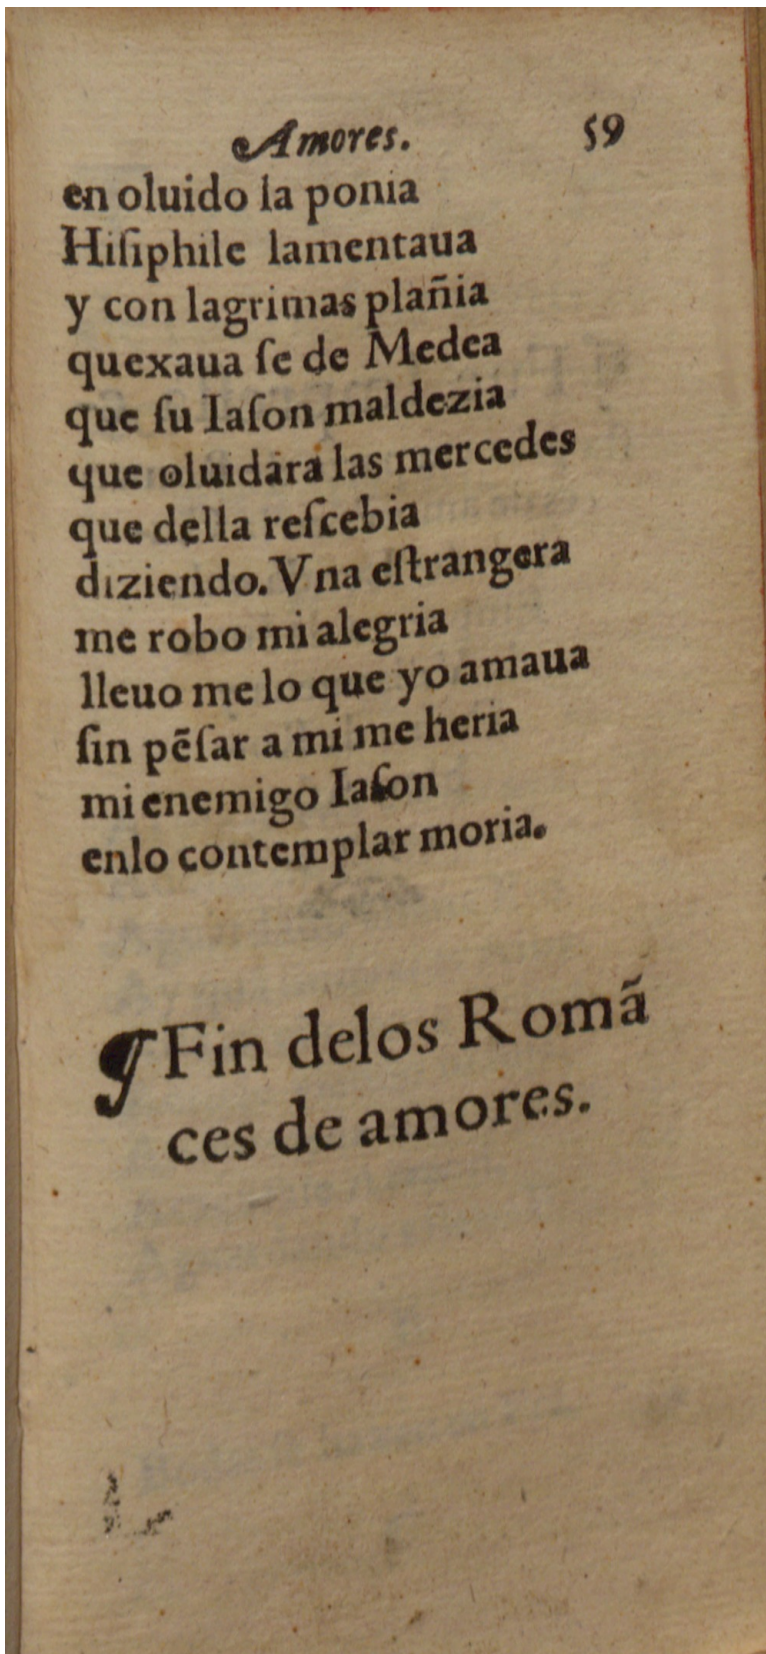 Amores. 59
en oluido la ponia
Hiſiphile lamentaua
y con lagrimas plañia
quexaua ſe de Medea
que ſu Iaſon maldezia
que oluidara las mercedes
que della reſcebia
diziendo. Vna eſtrangera
me robo mi alegria
lleuo me lo que yo amaua
ſin pẽſar a mi me heria
mi enemigo Iaſon
enlo contemplar moria.
¶ Fin delos Romã
ces de amores.